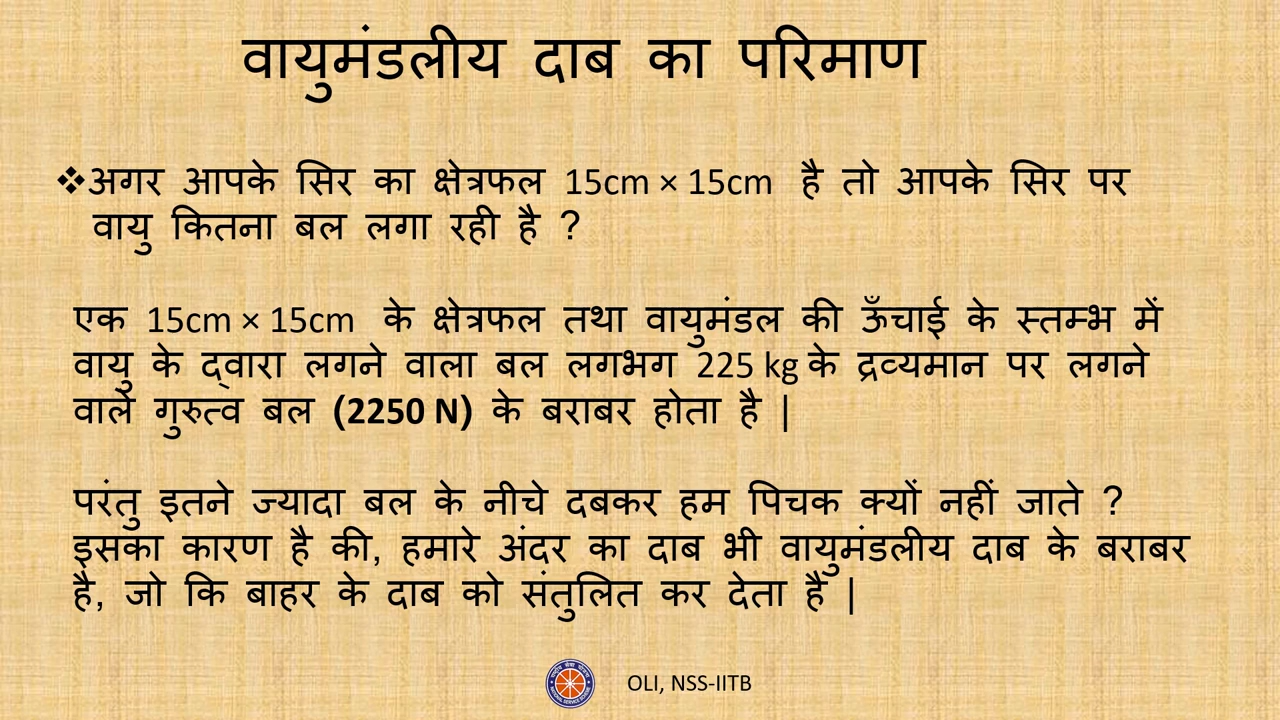 वायुमंडलीय दाब का परिमाण
❖अगर आपके सिर का क्षेत्रफल 15cm × 15cm है तो आपके सिर पर
वायु कितना बल लगा रही है ?
एक 15cm × 15cm के क्षेत्रफल तथा वायुमंडल की ऊँचाई के स्तम्भ में
वायु के द्वारा लगने वाला बल लगभग 225 kg के द्रव्यमान पर लगने
वाले गुरुत्व बल (2250 N) के बराबर होता है |
परंतु इतने ज्यादा बल के नीचे दबकर हम पिचक क्यों नहीं जाते ?
इसका कारण है की, हमारे अंदर का दाब भी वायुमंडलीय दाब के बराबर
है, जो कि बाहर के दाब को संतुलित कर देता है |
OLI, NSS-IITB